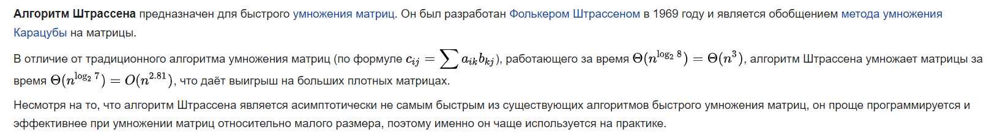 Алгоритм Штрассена предназначен для быстрого умножения матриц. Он был разработан Фолькером Штрассеном в 1969 году и является обобщением метода умножения
Карацубы на матрицы.
В отличие от традиционного алгоритма умножения матриц (по формуле $c_{ij} = \sum a_{ik} b_{kj}$), работающего за время $\Theta(n^{\log_2 8}) = \Theta(n^3)$, алгоритм Штрассена умножает матрицы за
время $\Theta(n^{\log_2 7}) = O(n^{2.81})$, что даёт выигрыш на больших плотных матрицах.
Несмотря на то, что алгоритм Штрассена является асимптотически не самым быстрым из существующих алгоритмов быстрого умножения матриц, он проще программируется и
эффективнее при умножении матриц относительно малого размера, поэтому именно он чаще используется на практике.